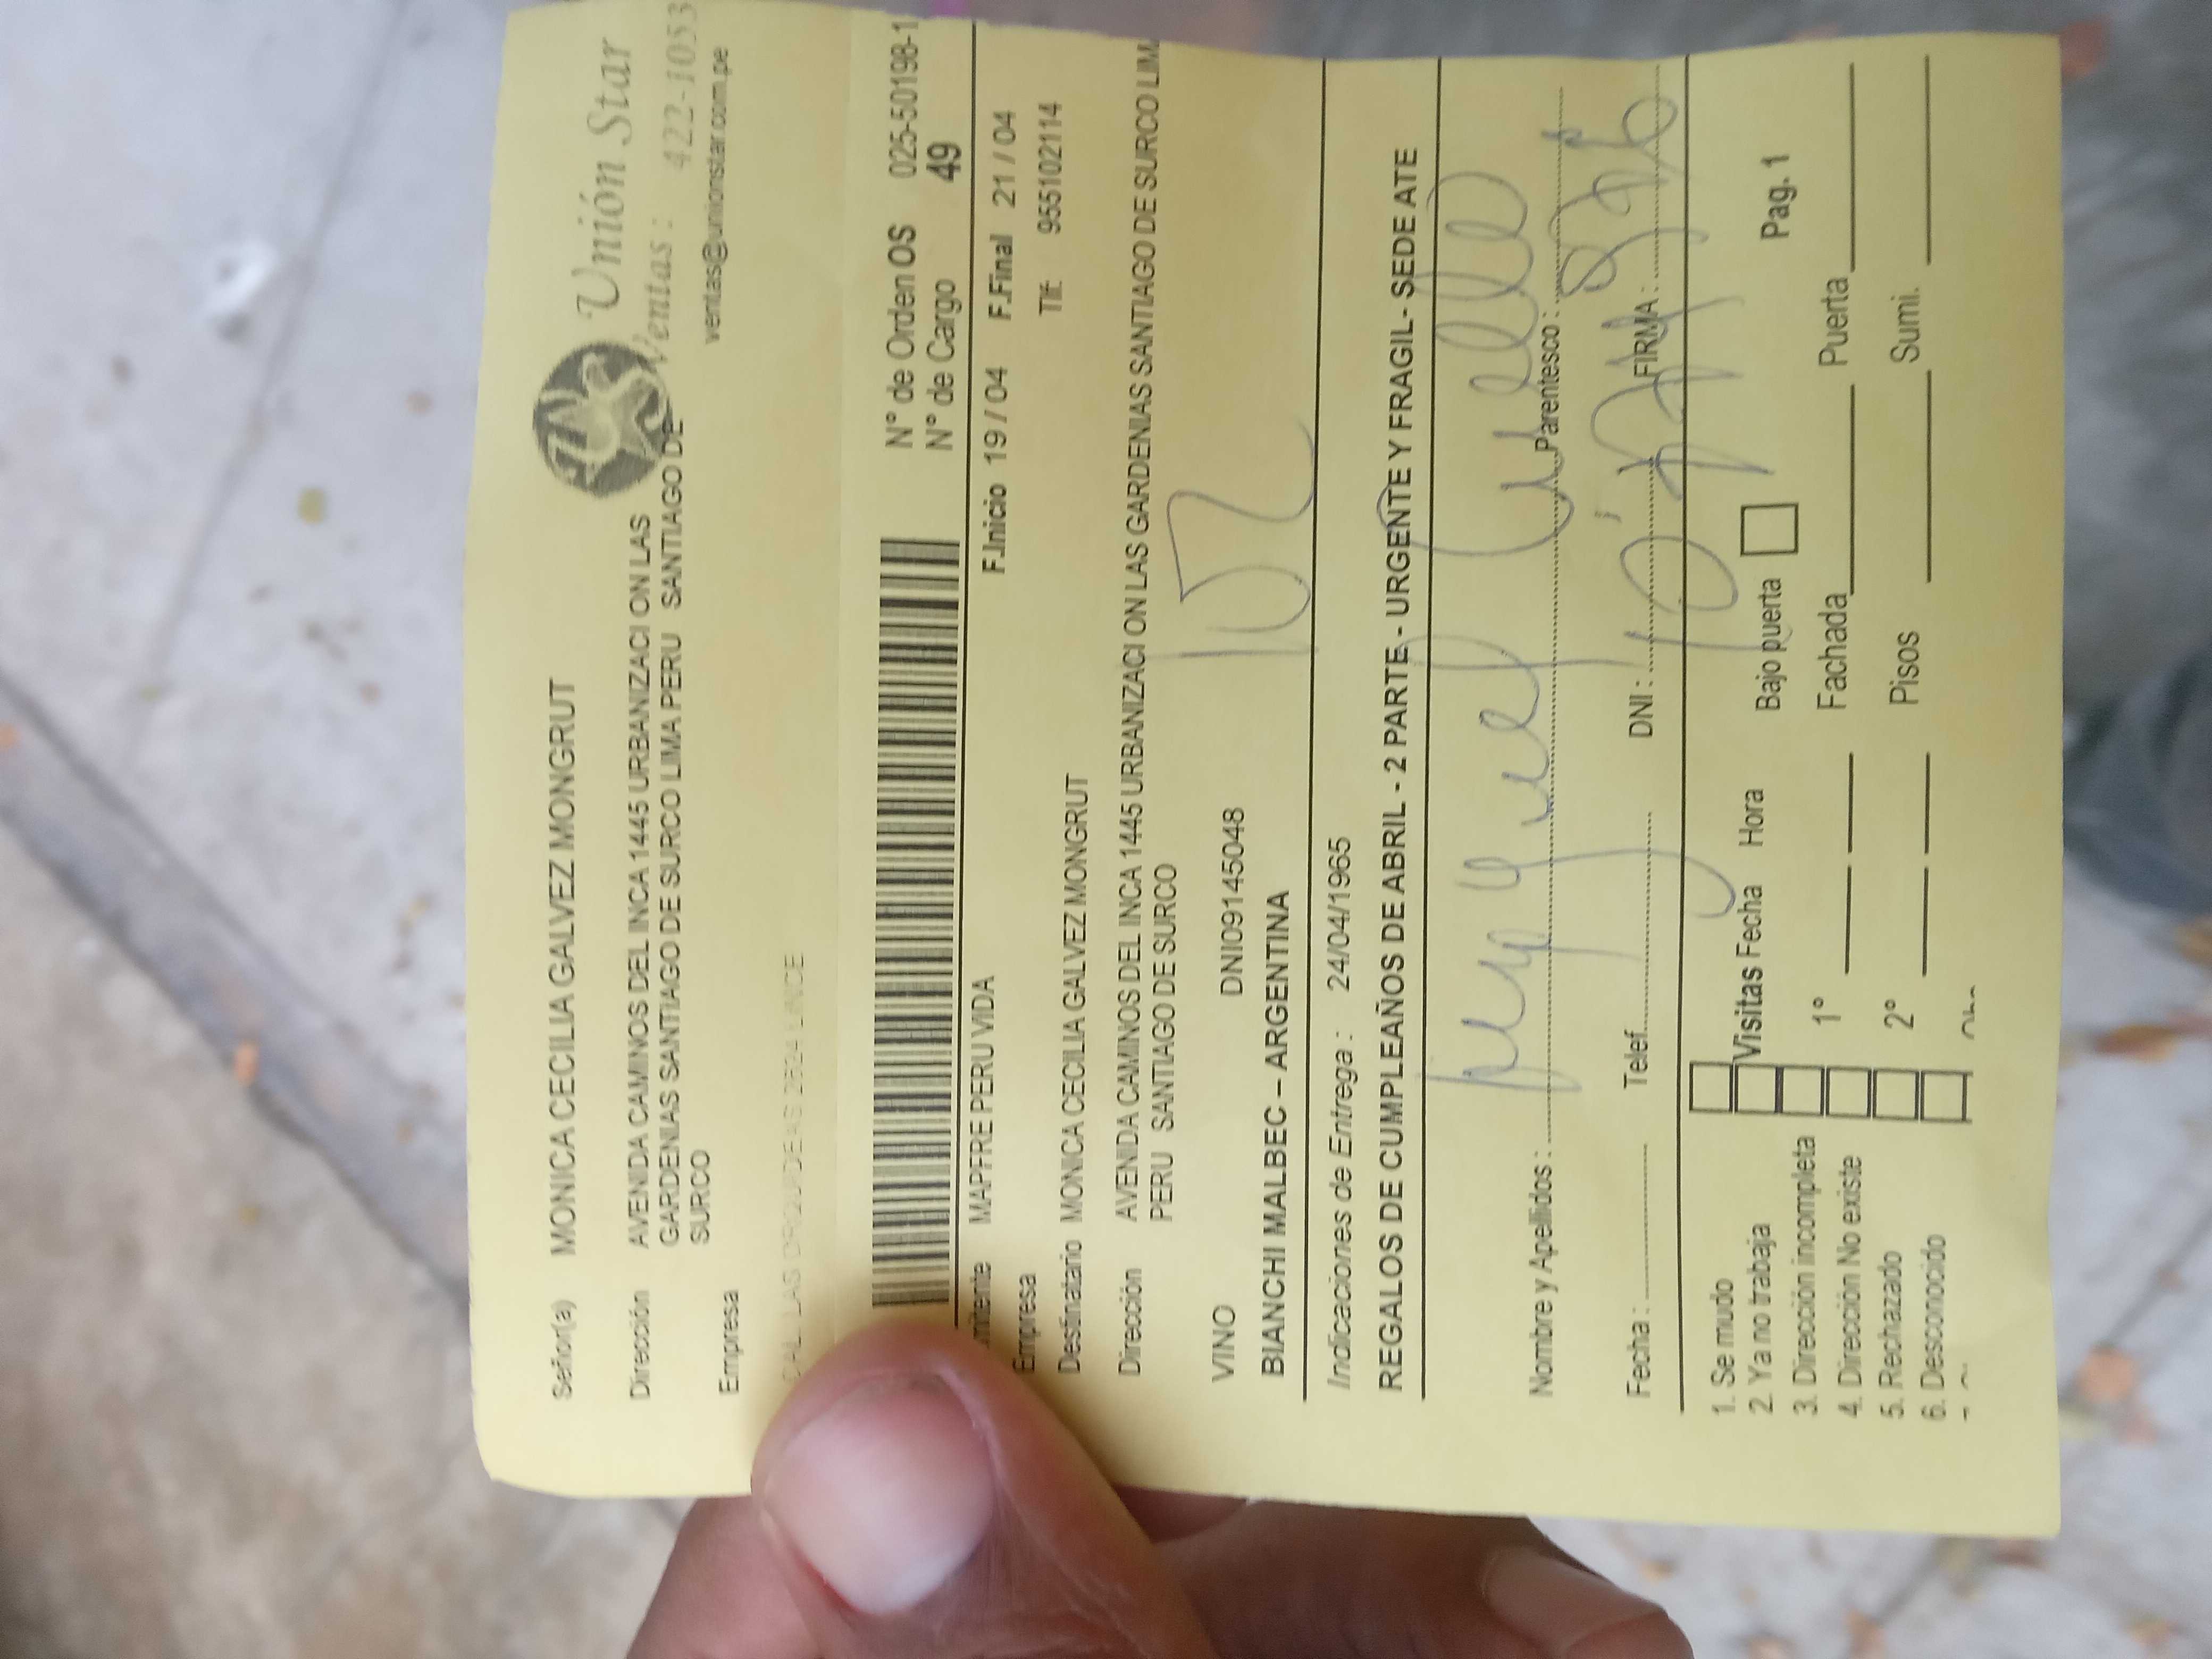 Unión Star
Ventas : 422-1053
ventas@unionstar.com.pe
Señor(a) MONICA CECILIA GALVEZ MONGRUT
Dirección AVENIDA CAMINOS DEL INCA 1445 URBANIZACI ON LAS
GARDENIAS SANTIAGO DE SURCO LIMA PERU SANTIAGO DE
SURCO
Empresa
N° de Orden OS 025-50198-1
N° de Cargo 49
MAPFRE PERU VIDA F.Inicio 19 / 04 F.Final 21 / 04
Empresa Tlf. 955102114
Destinatario MONICA CECILIA GALVEZ MONGRUT
Dirección AVENIDA CAMINOS DEL INCA 1445 URBANIZACI ON LAS GARDENIAS SANTIAGO DE SURCO LIMA
PERU SANTIAGO DE SURCO
VINO DNI09145048
102
BIANCHI MALBEC – ARGENTINA
Indicaciones de Entrega : 24/04/1965
REGALOS DE CUMPLEAÑOS DE ABRIL - 2 PARTE - URGENTE Y FRAGIL- SEDE ATE
Nombre y Apellidos : Parentesco :
Fecha : Telef. DNI : FIRMA :
1. Se mudo Visitas Fecha Hora Bajo puerta Pag. 1
2. Ya no trabaja
3. Dirección incompleta 1° Fachada Puerta
4. Dirección No existe
5. Rechazado 2° Pisos Sumi.
6. Desconocido